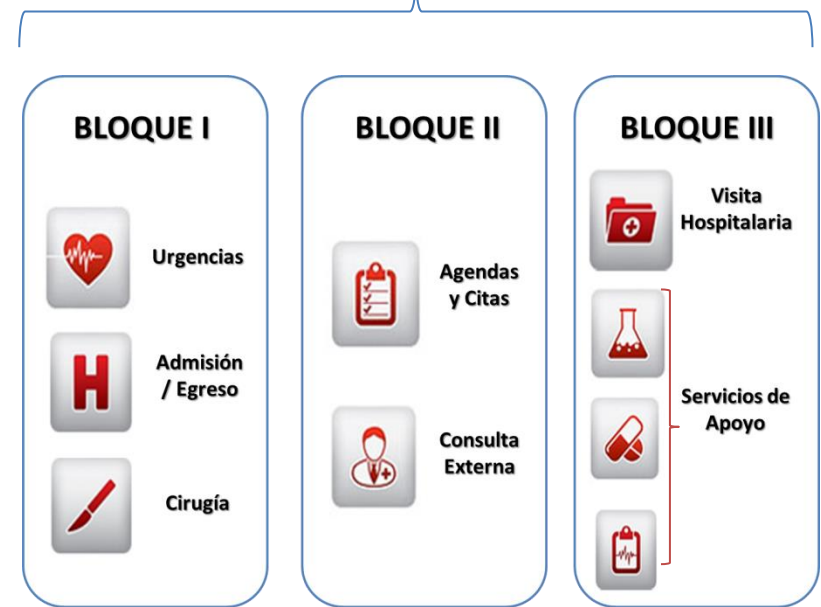 BLOQUE I
Urgencias
Admisión
/ Egreso
Cirugía
BLOQUE II
Agendas
y Citas
Consulta
Externa
BLOQUE III
Visita
Hospitalaria
Servicios de
Apoyo